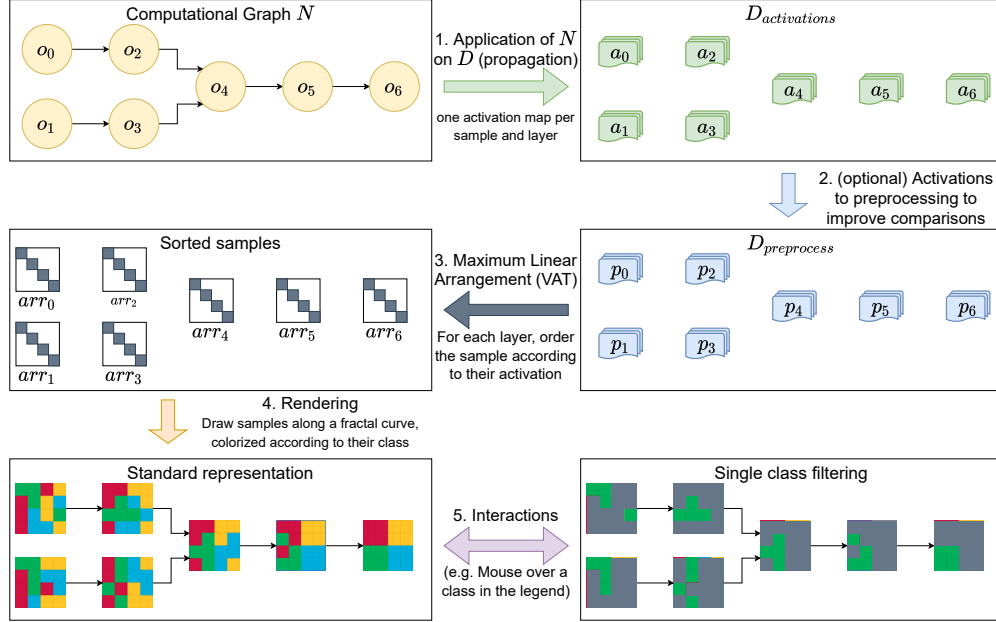 Computational Graph N
o0
o2
o4
o5
o6
o1
o3
1. Application of N
on D (propagation)
one activation map per
sample and layer
Dactivations
a0
a2
a4
a5
a6
a1
a3
2. (optional) Activations
to preprocessing to
improve comparisons
Dpreprocess
p0
p2
p4
p5
p6
p1
p3
3. Maximum Linear
Arrangement (VAT)
For each layer, order
the sample according
to their activation
Sorted samples
arr0
arr2
arr4
arr5
arr6
arr1
arr3
4. Rendering
Draw samples along a fractal curve,
colorized according to their class
Standard representation
5. Interactions
(e.g. Mouse over a
class in the legend)
Single class filtering